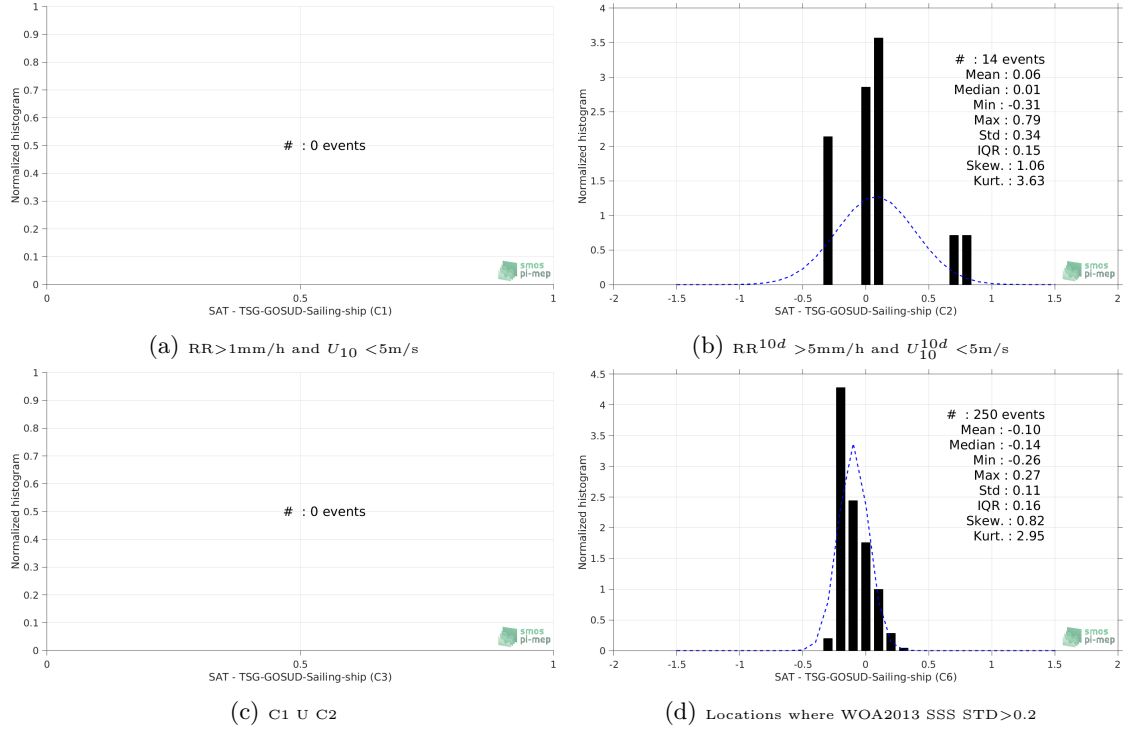 1
0.9
0.8
0.7
0.6
0.5
0.4
0.3
0.2
0.1
0
Normalized histogram
# : 0 events
smos
pi-mep
0
0.5
1
SAT - TSG-GOSUD-Sailing-ship (C1)
(a) RR>1mm/h and U10 <5m/s
4
3.5
3
2.5
2
1.5
1
0.5
0
Normalized histogram
# : 14 events
Mean : 0.06
Median : 0.01
Min : -0.31
Max : 0.79
Std : 0.34
IQR : 0.15
Skew. : 1.06
Kurt. : 3.63
smos
pi-mep
-2
-1.5
-1
-0.5
0
0.5
1
1.5
2
SAT - TSG-GOSUD-Sailing-ship (C2)
(b) RR^10d >5mm/h and U10^10d <5m/s
1
0.9
0.8
0.7
0.6
0.5
0.4
0.3
0.2
0.1
0
Normalized histogram
# : 0 events
smos
pi-mep
0
0.5
1
SAT - TSG-GOSUD-Sailing-ship (C3)
(c) C1 U C2
4.5
4
3.5
3
2.5
2
1.5
1
0.5
0
Normalized histogram
# : 250 events
Mean : -0.10
Median : -0.14
Min : -0.26
Max : 0.27
Std : 0.11
IQR : 0.16
Skew. : 0.82
Kurt. : 2.95
smos
pi-mep
-2
-1.5
-1
-0.5
0
0.5
1
1.5
2
SAT - TSG-GOSUD-Sailing-ship (C6)
(d) Locations where WOA2013 SSS STD>0.2